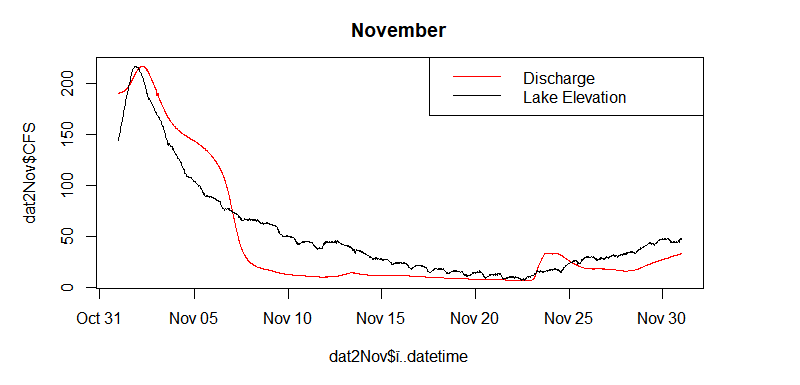 November
Discharge
Lake Elevation
dat2Nov$CFS
200
150
100
50
0
Oct 31 Nov 05 Nov 10 Nov 15 Nov 20 Nov 25 Nov 30
dat2Nov$ï..datetime